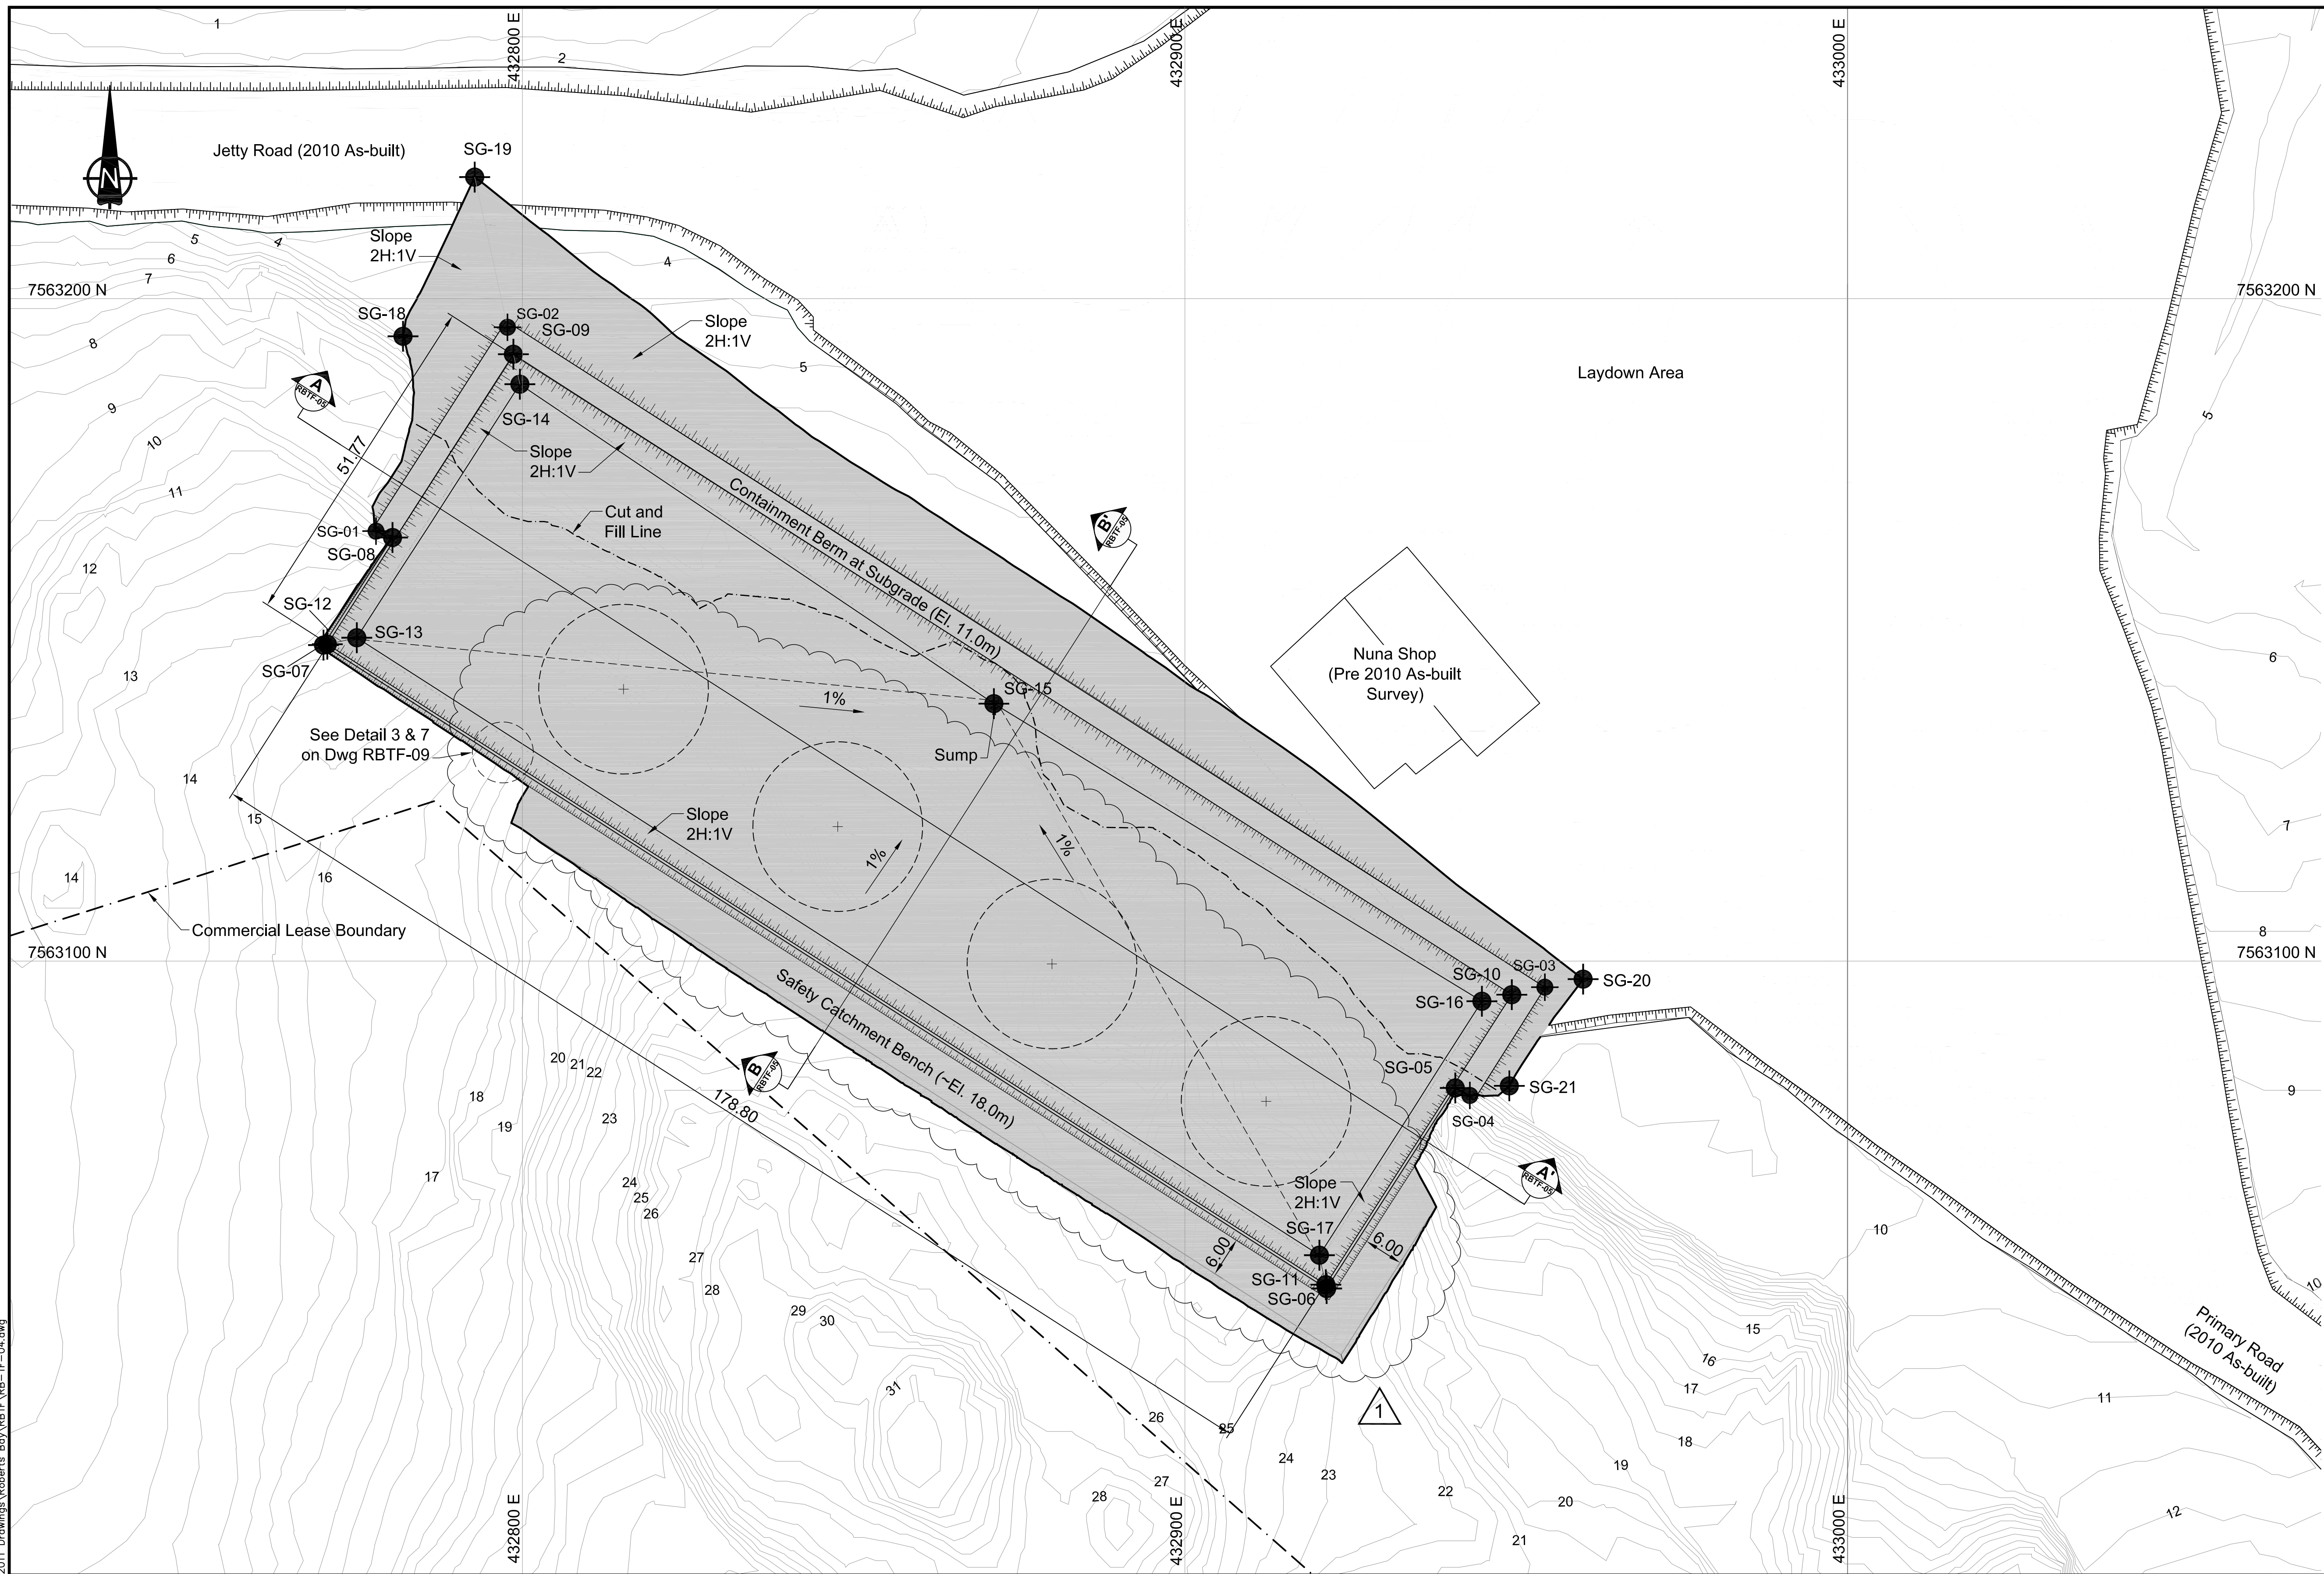 1
432800 E
432900 E
433000 E
2
Jetty Road (2010 As-built)
SG-19
N
5
4
6
7
Slope
2H:1V
4
7563200 N
7563200 N
SG-18
SG-02
SG-09
Slope
2H:1V
8
5
Laydown Area
9
A
RBTF-05
10
51.77
SG-14
Slope
2H:1V
5
11
Containment Berm at Subgrade (El. 11.0m)
Cut and
Fill Line
B'
RBTF-05
SG-01
SG-08
12
SG-12
SG-13
SG-07
13
Nuna Shop
(Pre 2010 As-built
Survey)
6
SG-15
1%
See Detail 3 & 7
on Dwg RBTF-09
Sump
14
15
Slope
2H:1V
1%
1%
7
14
16
Commercial Lease Boundary
8
7563100 N
7563100 N
SG-10
SG-03
SG-20
SG-16
Safety Catchment Bench (~El. 18.0m)
20
21
22
B
RBTF-05
SG-05
SG-21
SG-04
9
18
19
23
178.80
17
24
25
26
A'
RBTF-05
Slope
2H:1V
SG-17
10
27
28
6.00
6.00
SG-11
SG-06
10
29
30
15
Primary Road
(2010 As-built)
16
31
17
11
1
26
25
18
24
23
19
27
28
22
20
12
21
432800 E
432900 E
433000 E
2011 Drawings\Roberts Bay\RBTF\RB-TF-04.dwg